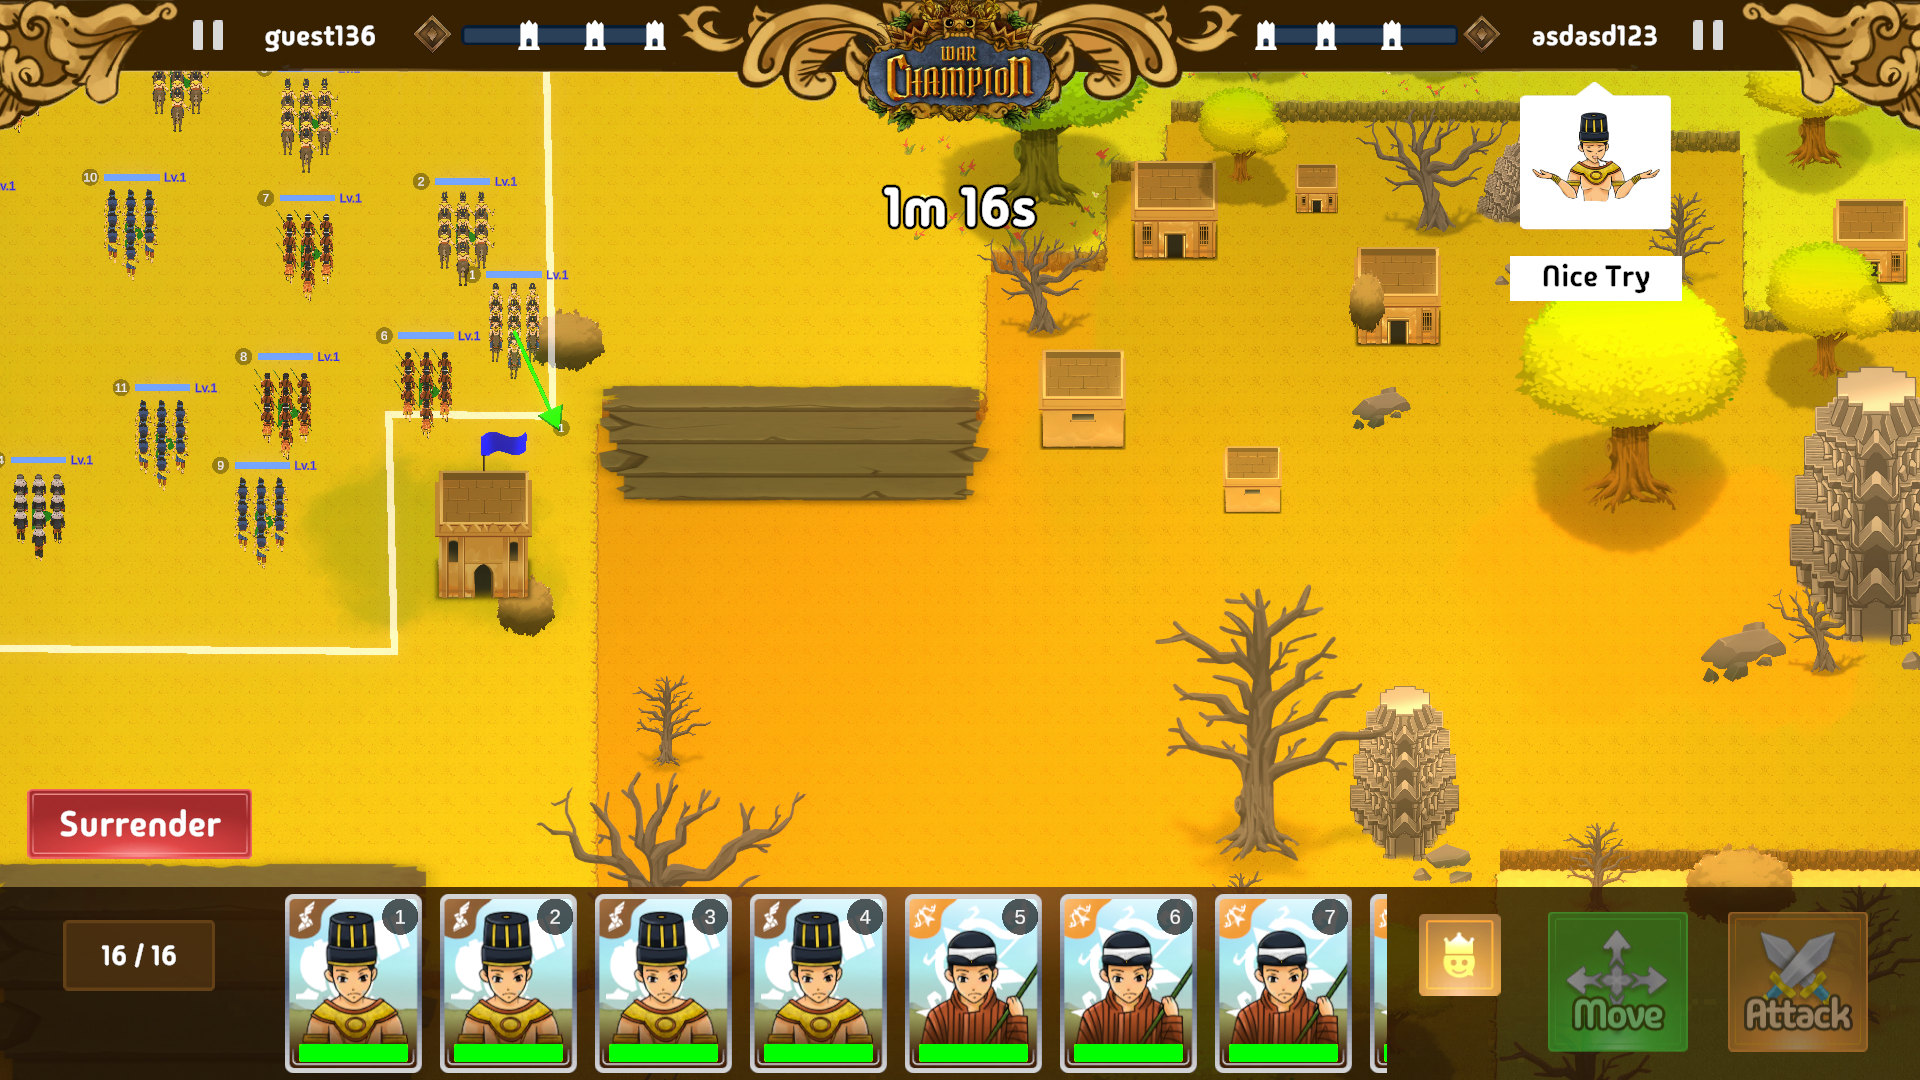 guest136
WAR
CHAMPION
asdasd123
1m 16s
Nice Try
10 Lv.1
7 Lv.1
2 Lv.1
1 Lv.1
6 Lv.1
8 Lv.1
11 Lv.1
9 Lv.1
Lv.1
1
Surrender
16 / 16
1
2
3
4
5
6
7
Move
Attack